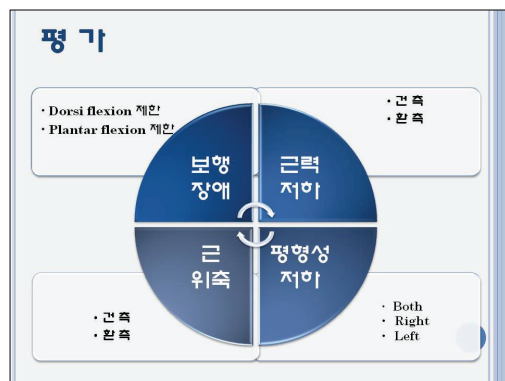 평 가
· Dorsi flexion 제한
· Plantar flexion 제한
· 건 측
· 환 측
보행
장애
근력
저하
근
위축
평형성
저하
· 건 측
· 환 측
· Both
· Right
· Left